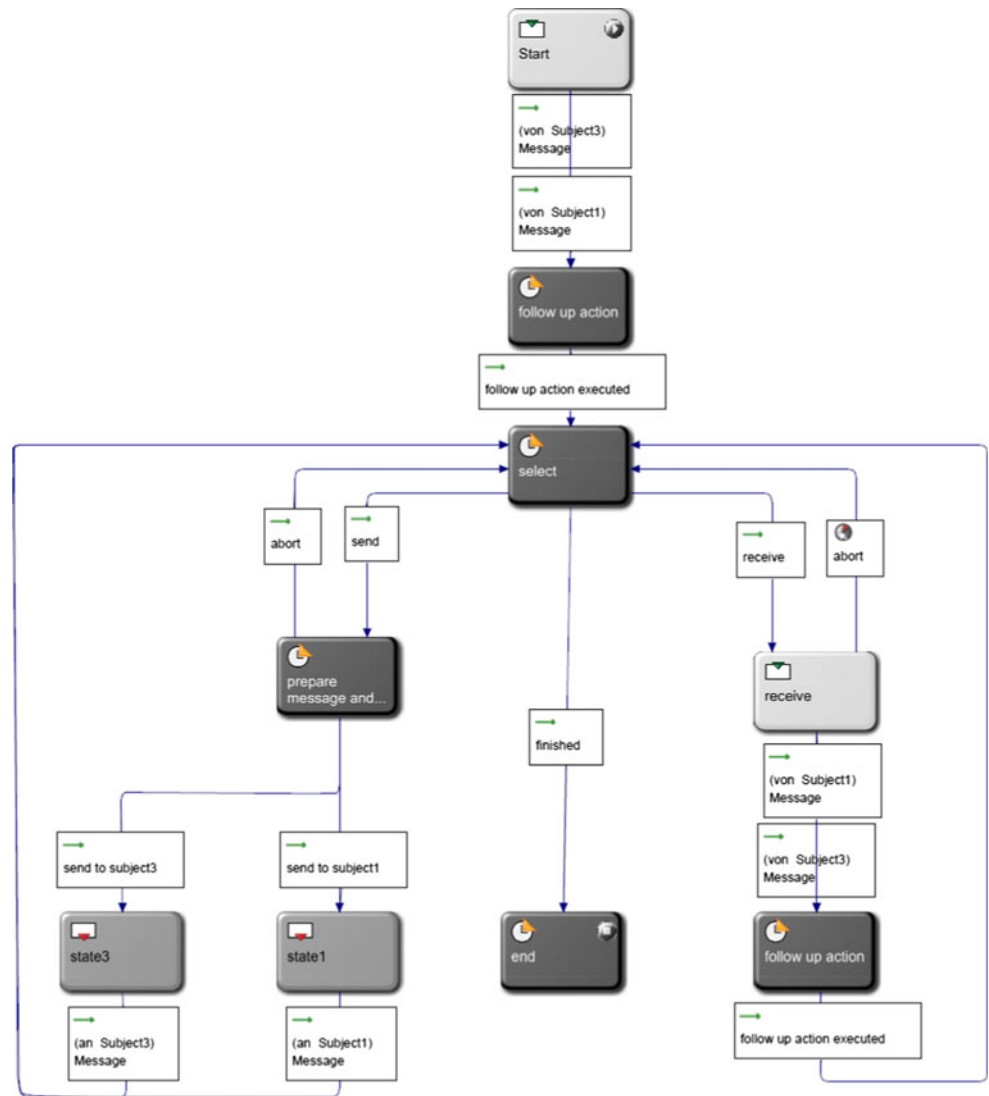 Start
(von Subject3)
Message
(von Subject1)
Message
follow up action
follow up action executed
select
abort
send
receive
abort
prepare
message and...
receive
finished
(von Subject1)
Message
(von Subject3)
Message
send to subject3
send to subject1
state3
state1
end
follow up action
(an Subject3)
Message
(an Subject1)
Message
follow up action executed